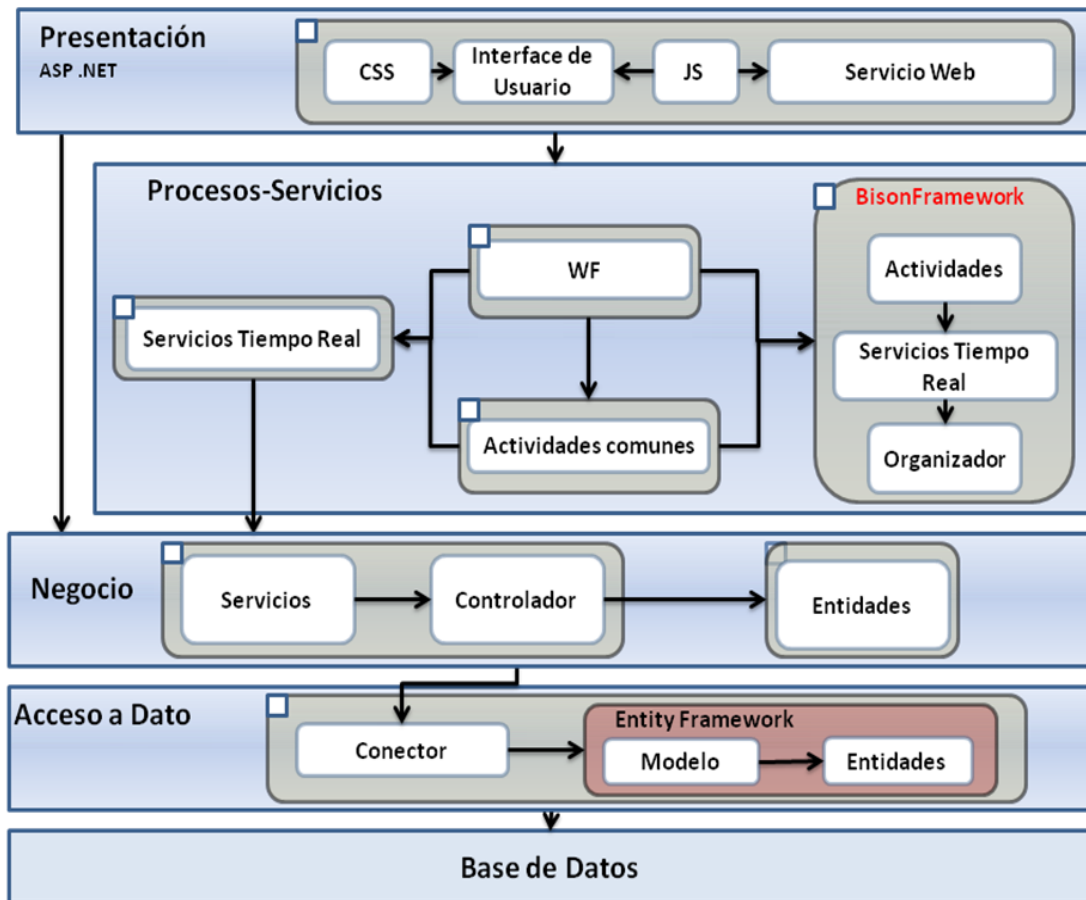 Presentación
ASP .NET
CSS
Interface de
Usuario
JS
Servicio Web
Procesos-Servicios
BisonFramework
WF
Actividades
Servicios Tiempo Real
Servicios Tiempo
Real
Actividades comunes
Organizador
Negocio
Servicios
Controlador
Entidades
Acceso a Dato
Entity Framework
Conector
Modelo
Entidades
Base de Datos